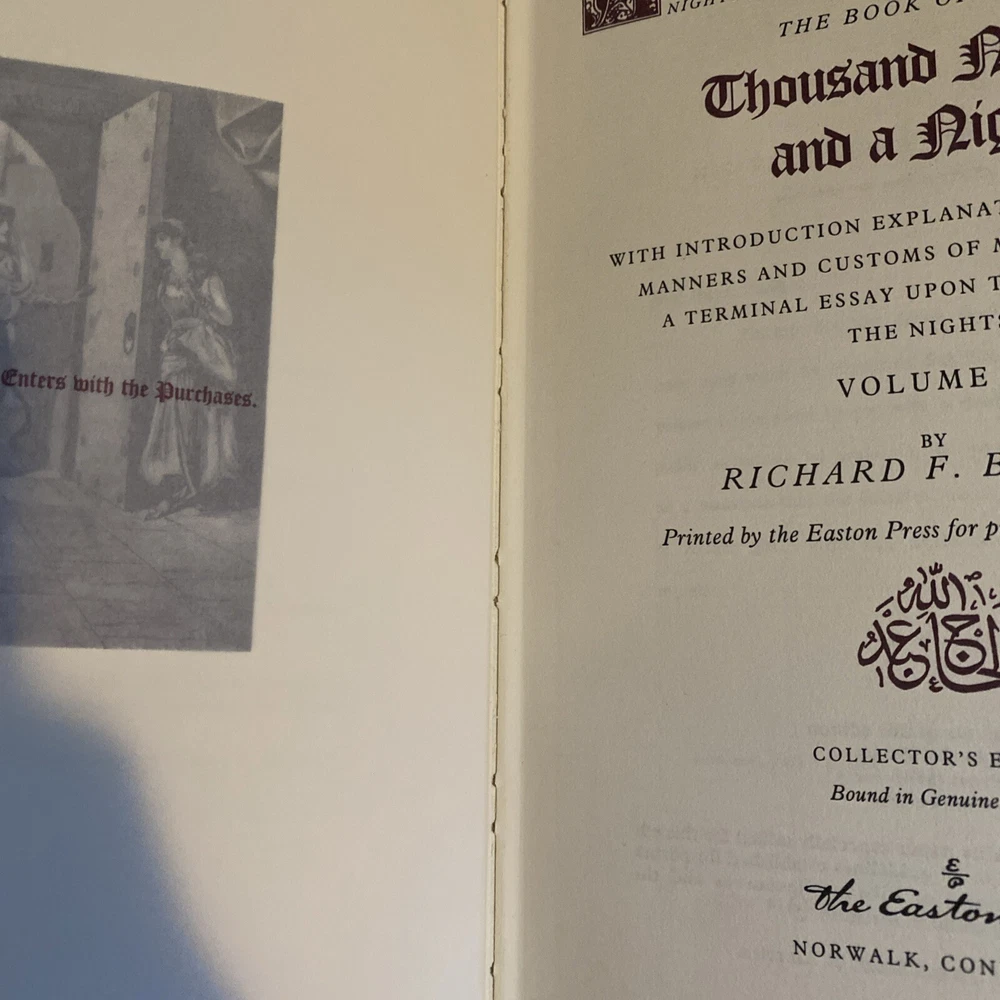 Enters with the Purchases.
NIGHT
THE BOOK OF
Thousand N
and a Nig
WITH INTRODUCTION EXPLANAT
MANNERS AND CUSTOMS OF M
A TERMINAL ESSAY UPON T
THE NIGHTS
VOLUME
BY
RICHARD F. B
Printed by the Easton Press for p
COLLECTOR'S E
Bound in Genuine
The Easton
NORWALK, CON